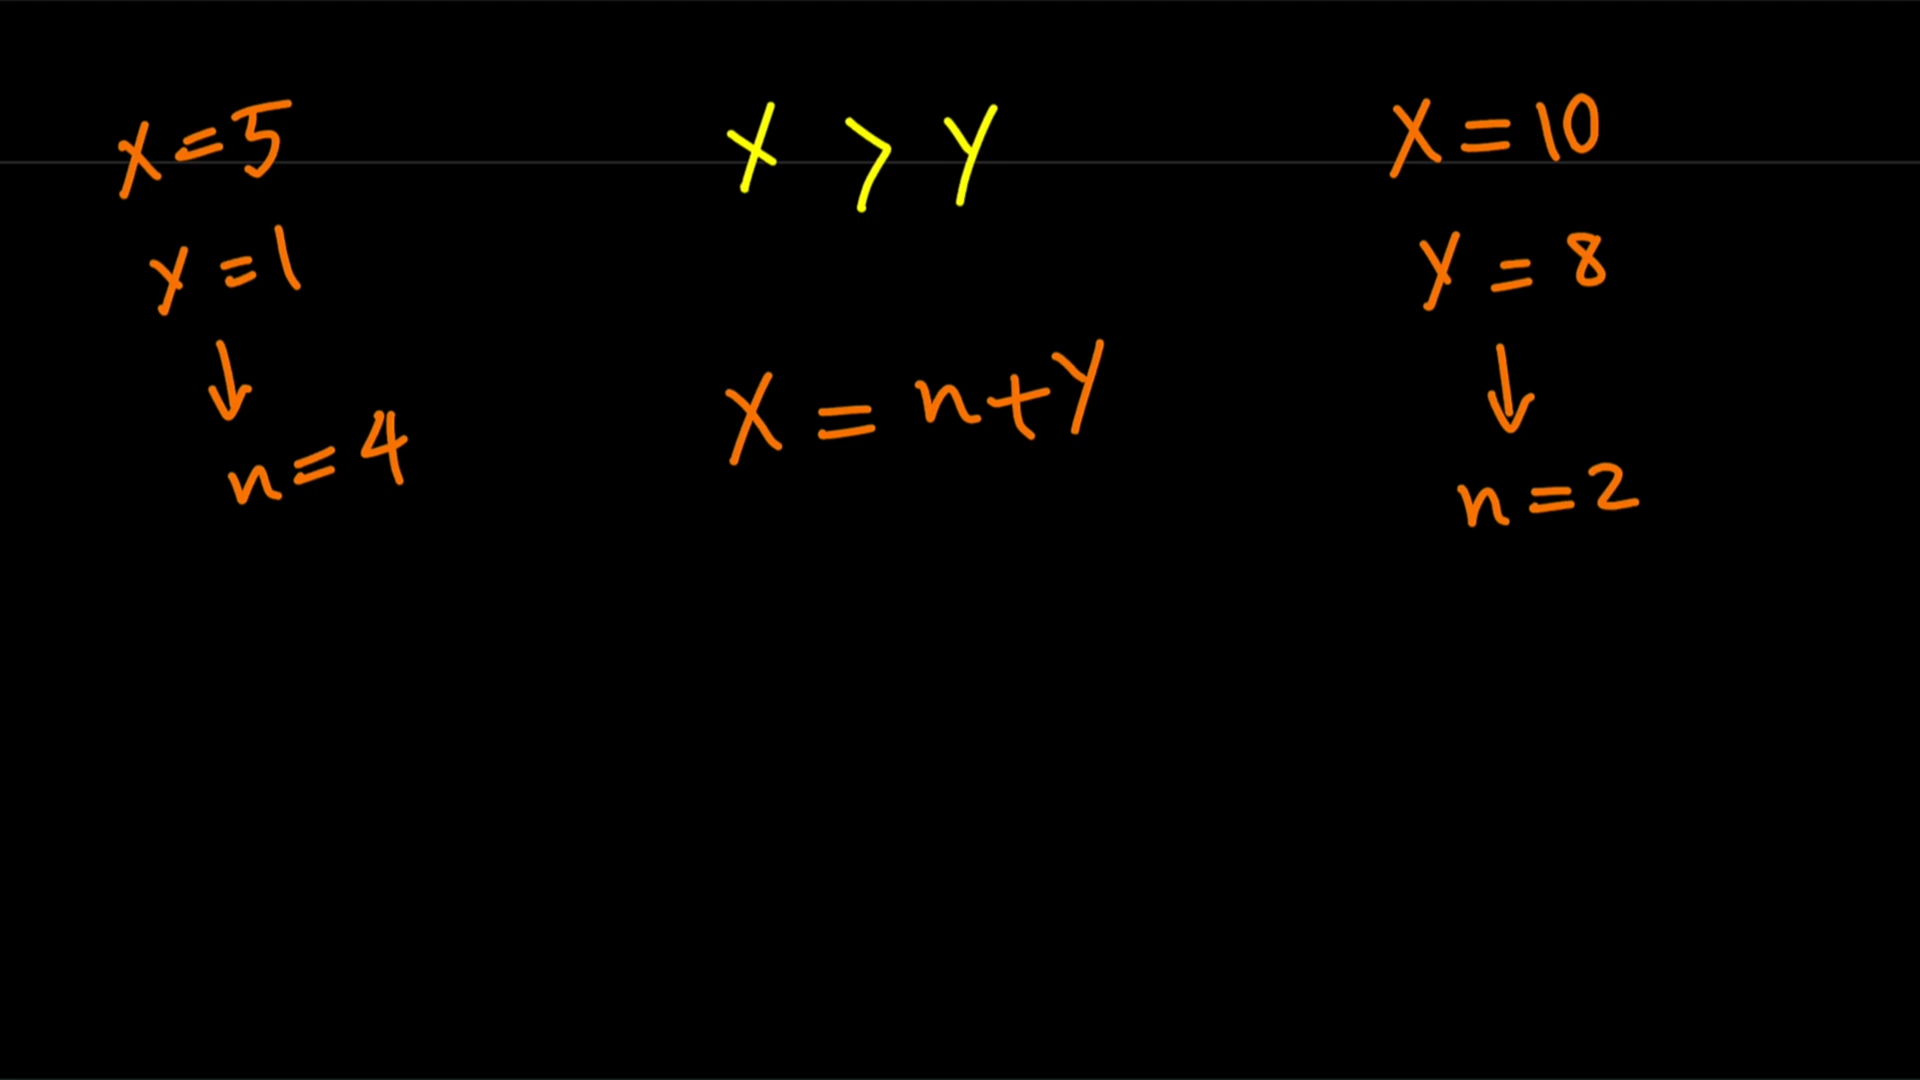 x=5
y=1
n=4
x > y
x = n+y
x=10
y=8
n=2